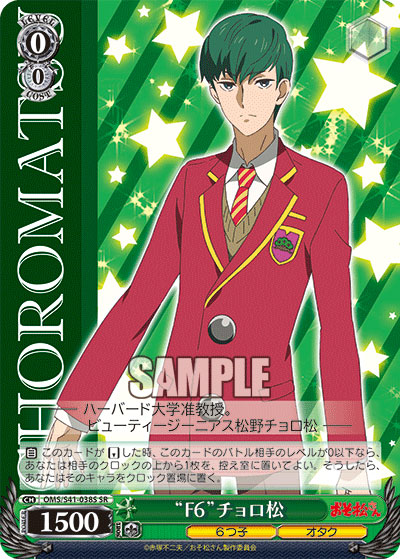 LEVEL
0
0
COST
HOROMATSU
SAMPLE
── ハーバード大学准教授。
ビューティージーニアス松野チョロ松 ──
自 このカードが した時、このカードのバトル相手のレベルが0以下なら、
あなたは相手のクロックの上から1枚を、控え室に置いてよい。そうしたら、
あなたはそのキャラをクロック置場に置く。
CH OMS/S41-038S SR
1500
“F6”チョロ松
おそ松さん
6つ子
オタク
©赤塚不二夫／おそ松さん製作委員会